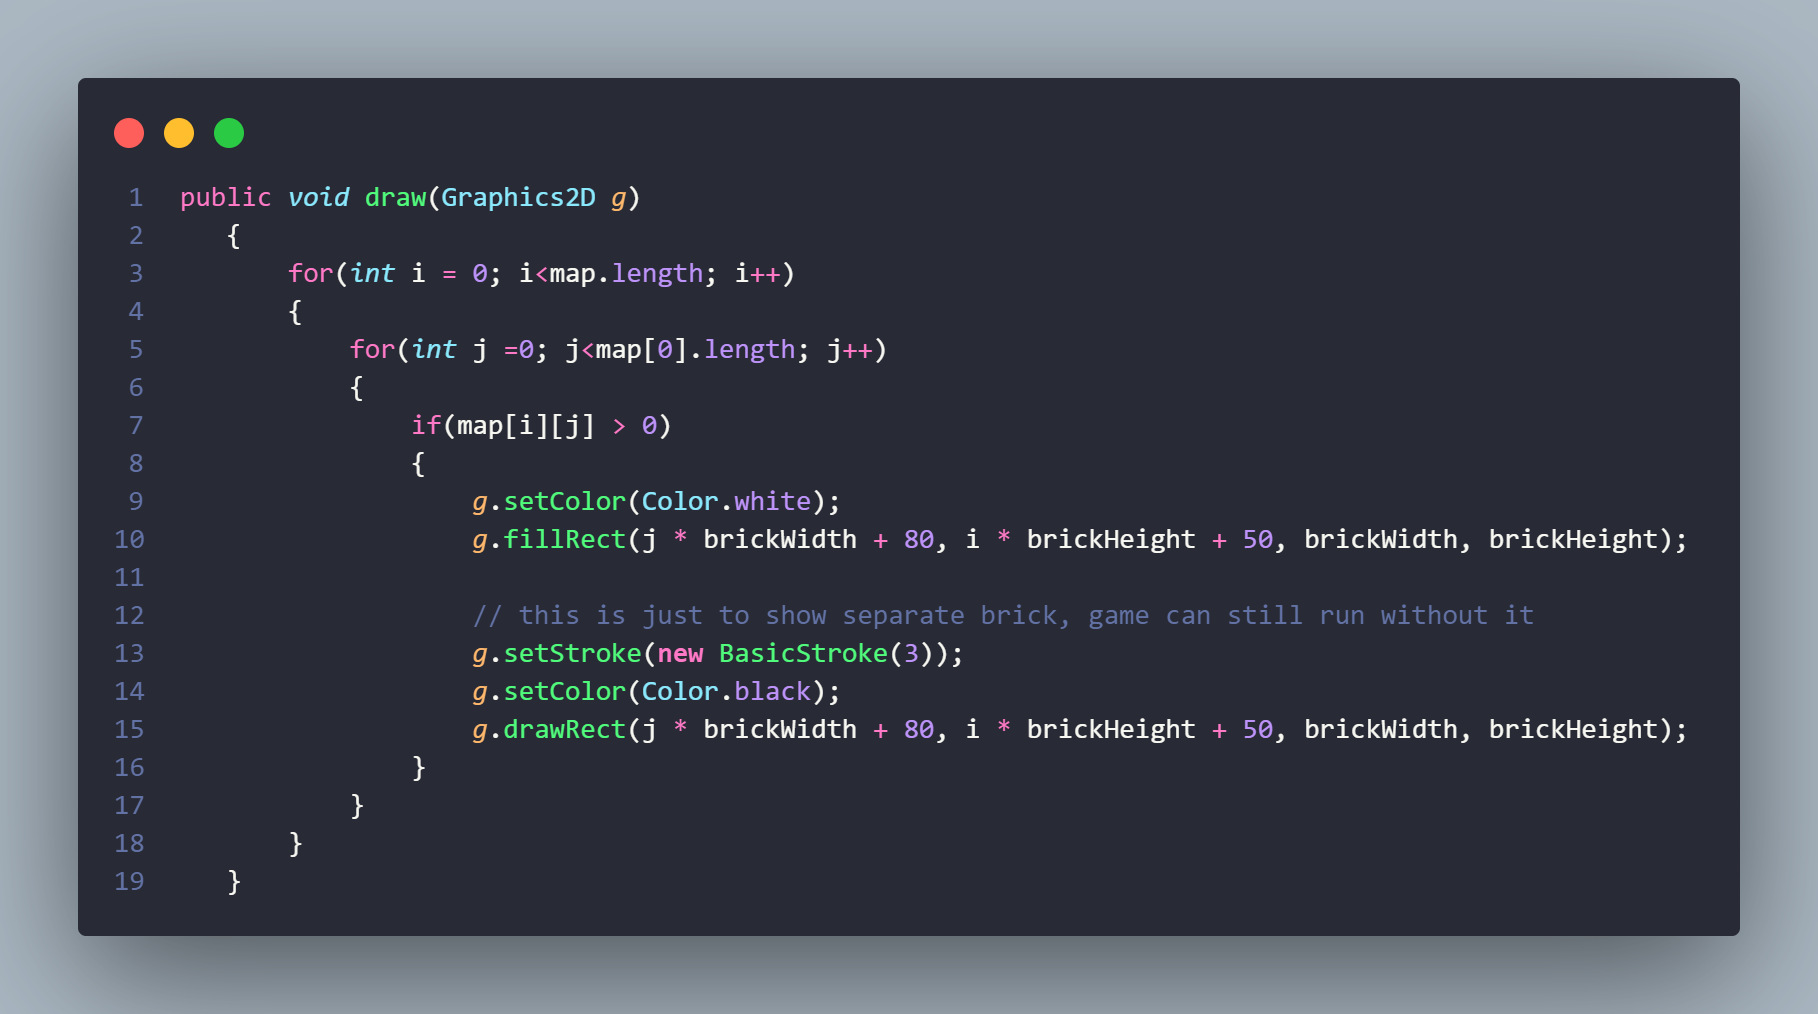 1 public void draw(Graphics2D g)
2 {
3 for(int i = 0; i<map.length; i++)
4 {
5 for(int j =0; j<map[0].length; j++)
6 {
7 if(map[i][j] > 0)
8 {
9 g.setColor(Color.white);
10 g.fillRect(j * brickWidth + 80, i * brickHeight + 50, brickWidth, brickHeight);
11
12 // this is just to show separate brick, game can still run without it
13 g.setStroke(new BasicStroke(3));
14 g.setColor(Color.black);
15 g.drawRect(j * brickWidth + 80, i * brickHeight + 50, brickWidth, brickHeight);
16 }
17 }
18 }
19 }